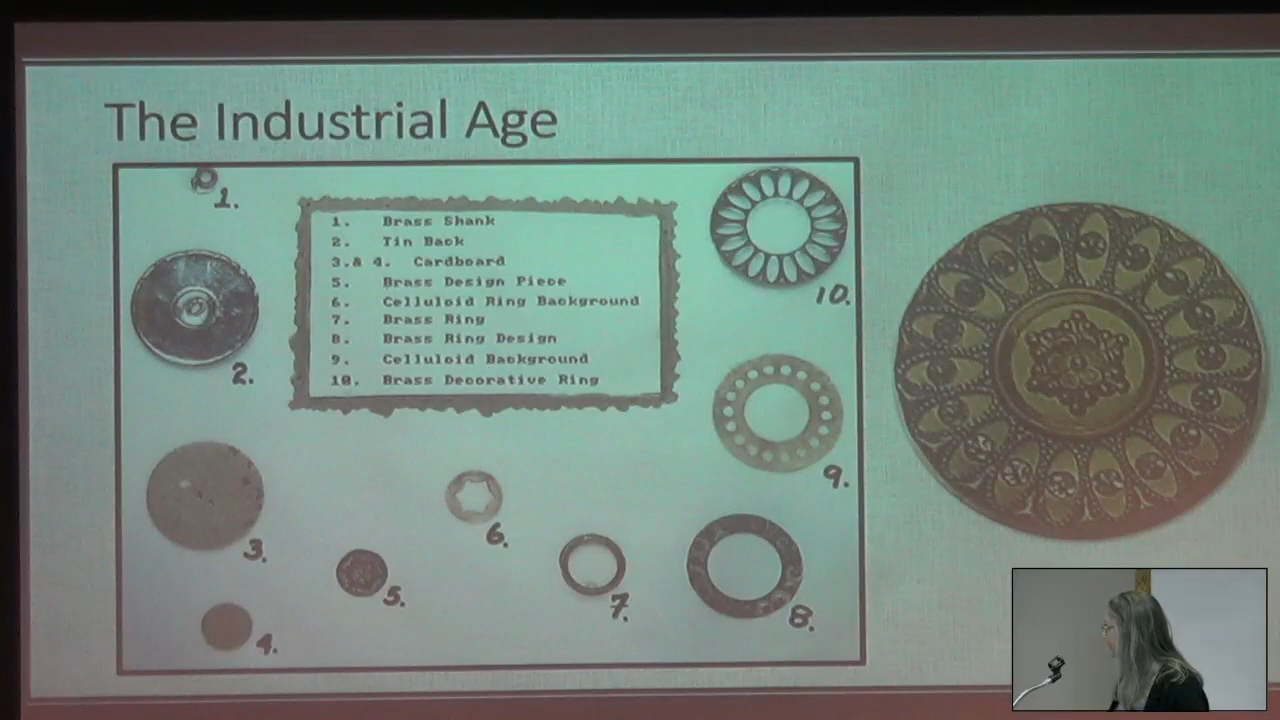 The Industrial Age
1.
1. Brass Shank
2. Tin Back
3.& 4. Cardboard
5. Brass Design Piece
6. Celluloid Ring Background
7. Brass Ring
8. Brass Ring Design
9. Celluloid Background
10. Brass Decorative Ring
10.
2.
9.
6.
3.
5.
7.
8.
4.